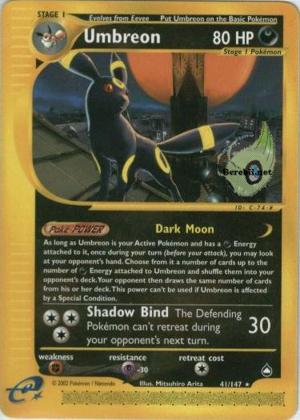 STAGE 1
Evolves from Eevee
Put Umbreon on the Basic Pokémon
Umbreon
80 HP
Stage 1 Pokémon
Serebii.net
ID: C-74-#
Poké-POWER
Dark Moon
As long as Umbreon is your Active Pokémon and has a Energy
attached to it, once during your turn (before your attack), you may look
at your opponent's hand. Choose from it a number of cards up to the
number of Energy attached to Umbreon and shuffle them into your
opponent's deck. Your opponent draws that same number of cards from
his or her deck. This power can't be used if Umbreon is affected
by a Special Condition.
Shadow Bind The Defending
Pokémon can't retreat during
your opponent's next turn.
30
weakness
resistance
retreat cost
-30
©2002 Pokémon / Nintendo
Illus. Mitsuhiro Arita
41/147 ★
e